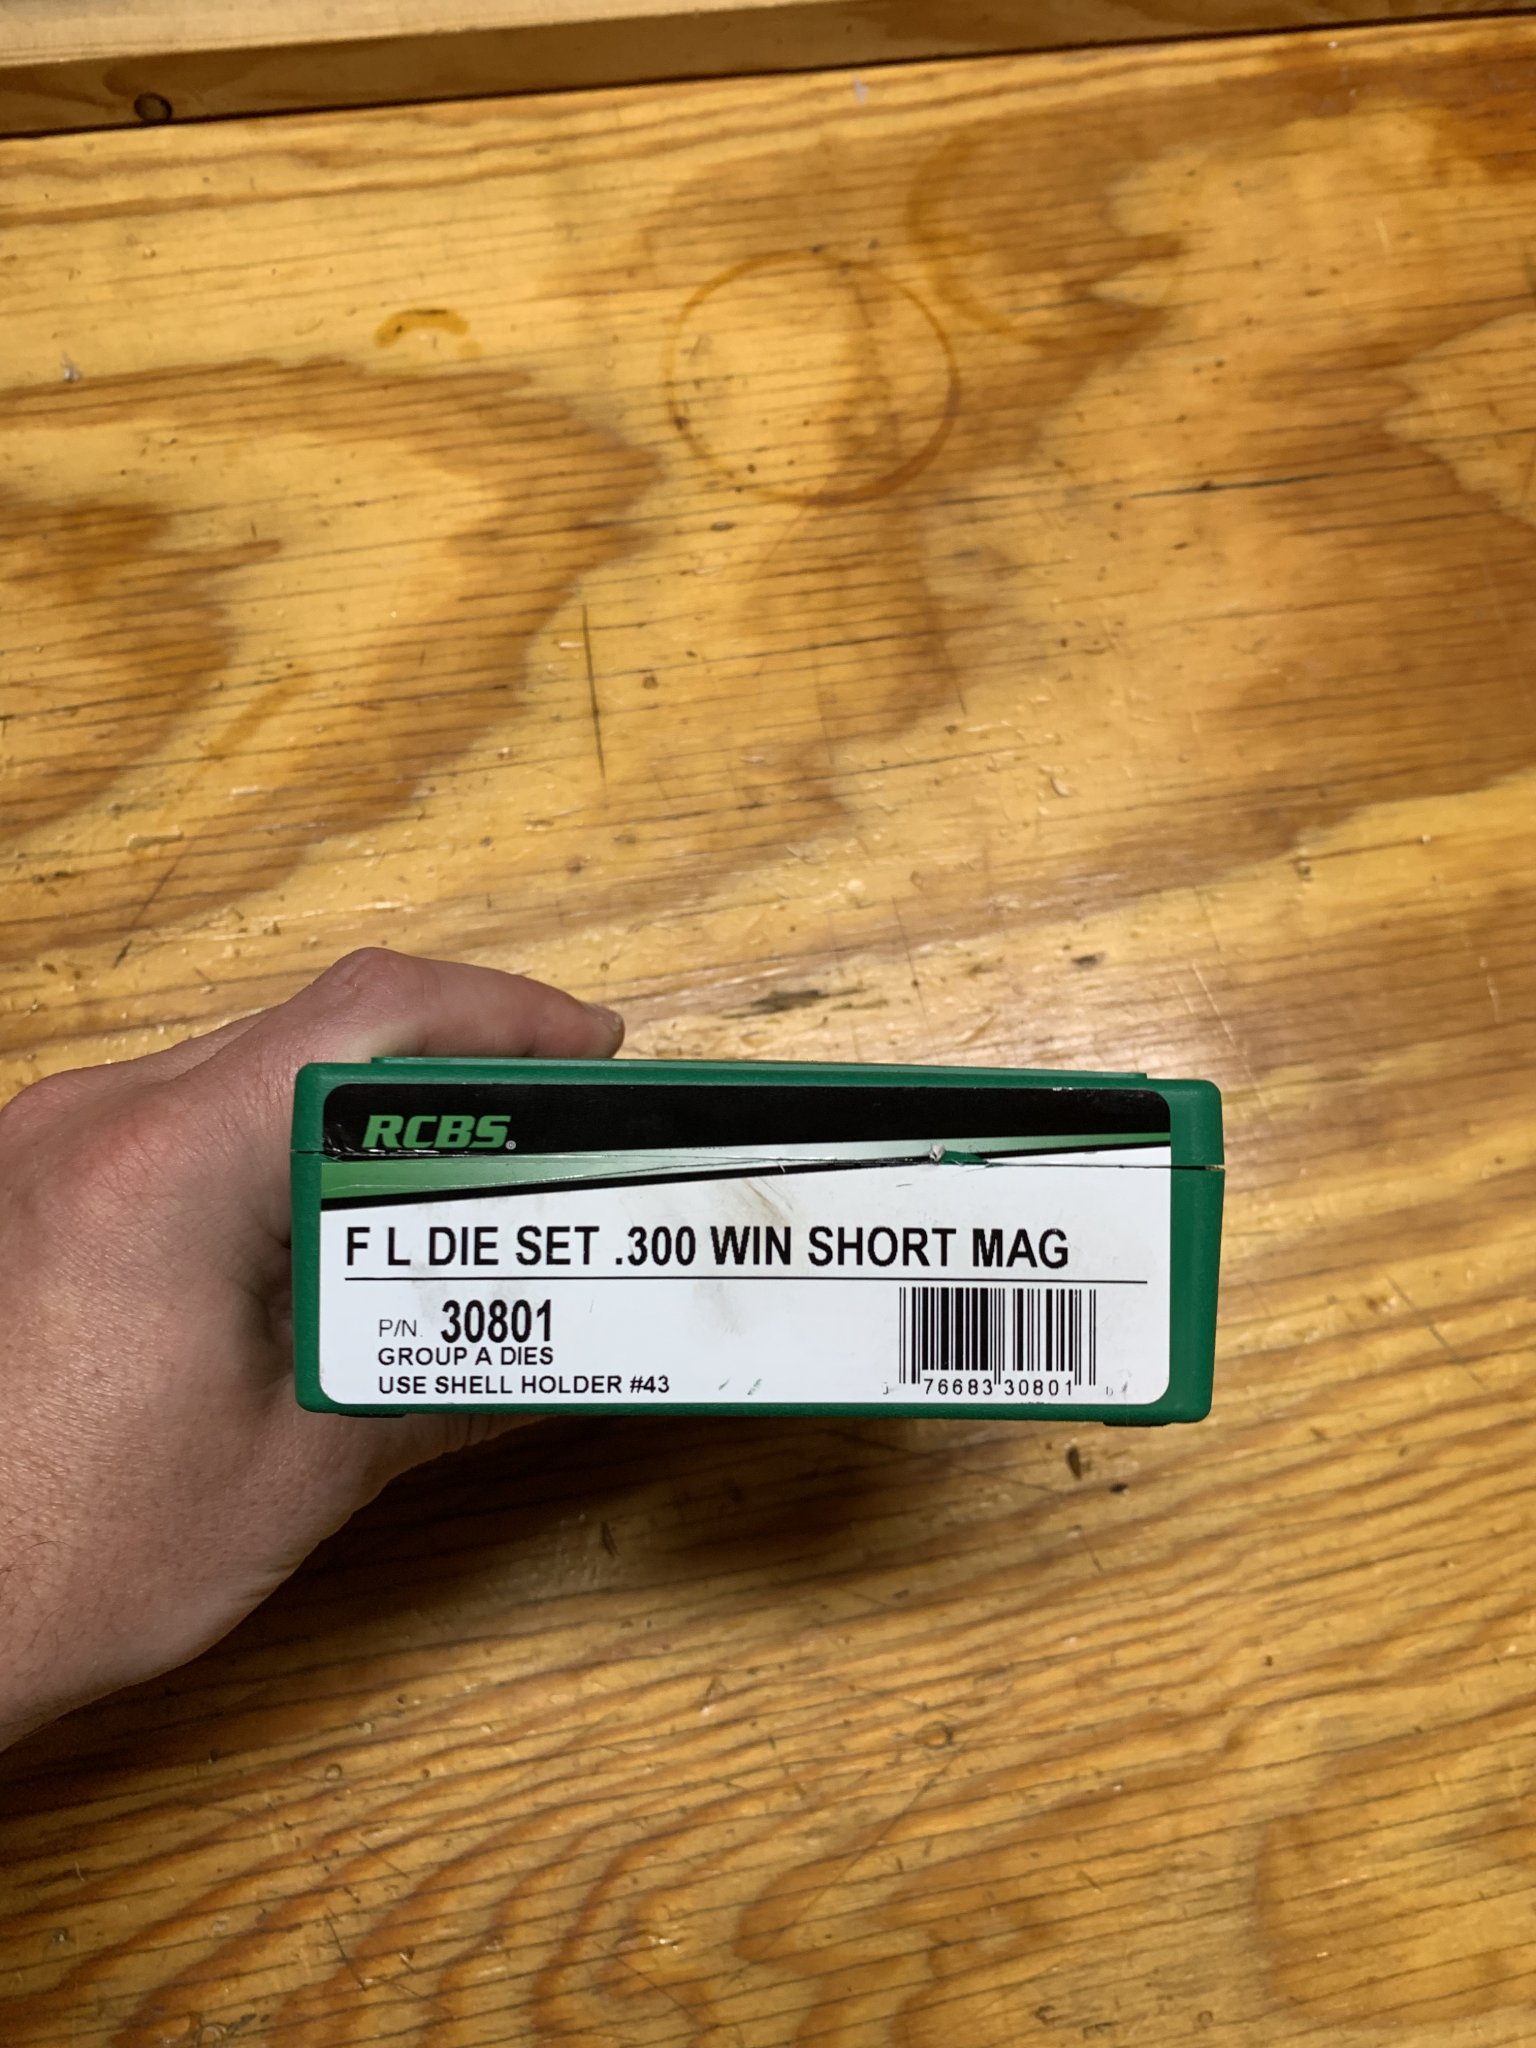 RCBS®
F L DIE SET .300 WIN SHORT MAG
P/N. 30801
GROUP A DIES
USE SHELL HOLDER #43
76683 30801